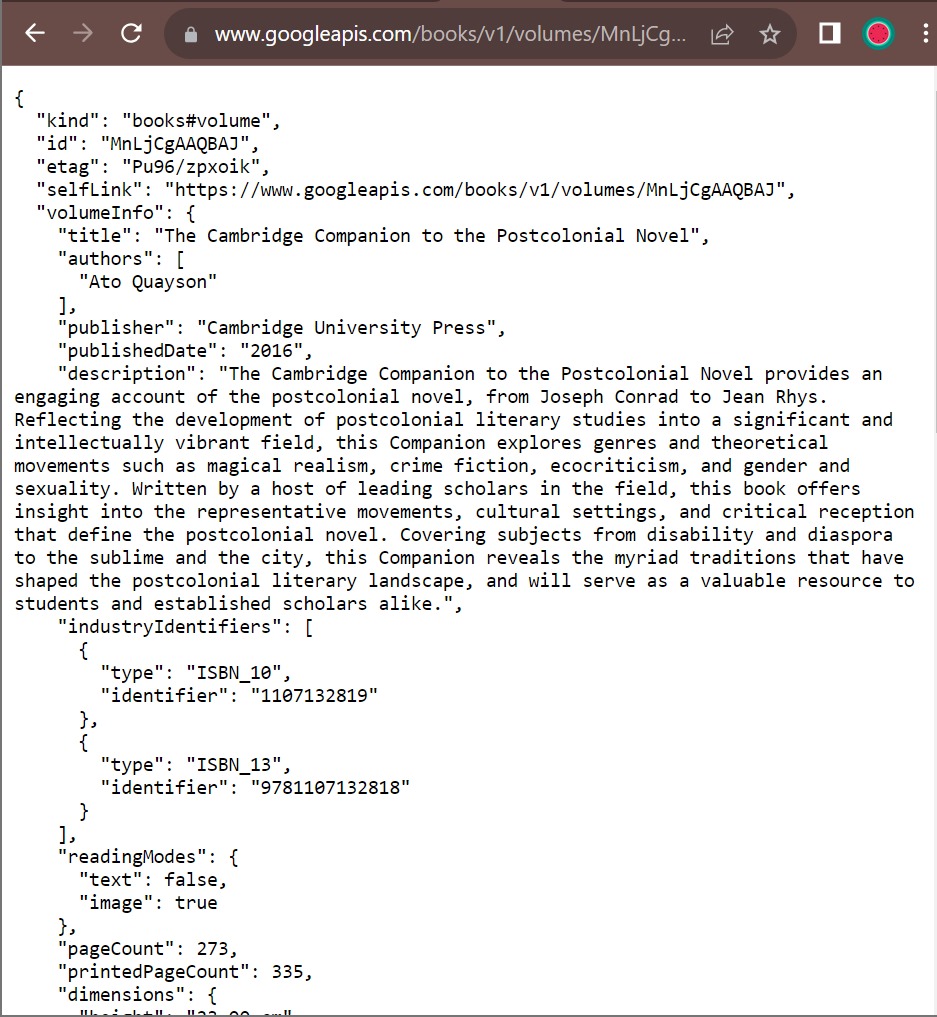 www.googleapis.com/books/v1/volumes/MnLjCg...
{
"kind": "books#volume",
"id": "MnLjCgAAQBAJ",
"etag": "Pu96/zpxoik",
"selfLink": "https://www.googleapis.com/books/v1/volumes/MnLjCgAAQBAJ",
"volumeInfo": {
"title": "The Cambridge Companion to the Postcolonial Novel",
"authors": [
"Ato Quayson"
],
"publisher": "Cambridge University Press",
"publishedDate": "2016",
"description": "The Cambridge Companion to the Postcolonial Novel provides an
engaging account of the postcolonial novel, from Joseph Conrad to Jean Rhys.
Reflecting the development of postcolonial literary studies into a significant and
intellectually vibrant field, this Companion explores genres and theoretical
movements such as magical realism, crime fiction, ecocriticism, and gender and
sexuality. Written by a host of leading scholars in the field, this book offers
insight into the representative movements, cultural settings, and critical reception
that define the postcolonial novel. Covering subjects from disability and diaspora
to the sublime and the city, this Companion reveals the myriad traditions that have
shaped the postcolonial literary landscape, and will serve as a valuable resource to
students and established scholars alike.",
"industryIdentifiers": [
{
"type": "ISBN_10",
"identifier": "1107132819"
},
{
"type": "ISBN_13",
"identifier": "9781107132818"
}
],
"readingModes": {
"text": false,
"image": true
},
"pageCount": 273,
"printedPageCount": 335,
"dimensions": {